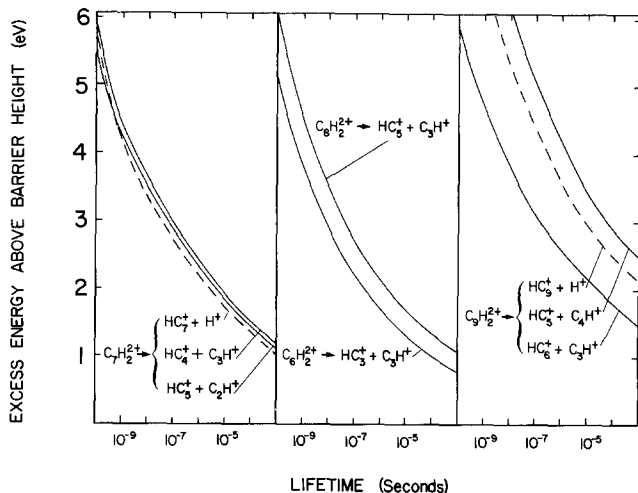 EXCESS ENERGY ABOVE BARRIER HEIGHT (eV)
6
5
4
3
2
1
C₇H₂²⁺ → { HC₇⁺ + H⁺
HC₄⁺ + C₃H⁺
HC₅⁺ + C₂H⁺
C₈H₂²⁺ → HC₅⁺ + C₃H⁺
C₆H₂²⁺ → HC₃⁺ + C₃H⁺
C₉H₂²⁺ → { HC₉⁺ + H⁺
HC₅⁺ + C₄H⁺
HC₆⁺ + C₃H⁺
10⁻⁹ 10⁻⁷ 10⁻⁵ 10⁻⁹ 10⁻⁷ 10⁻⁵ 10⁻⁹ 10⁻⁷ 10⁻⁵
LIFETIME (Seconds)